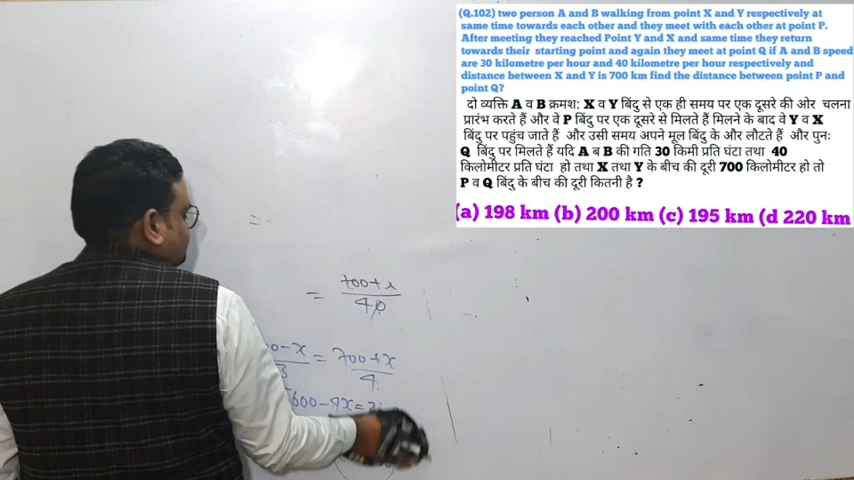 (Q.102) two person A and B walking from point X and Y respectively at
same time towards each other and they meet with each other at point P.
After meeting they reached Point Y and X and same time they return
towards their starting point and again they meet at point Q if A and B speed
are 30 kilometre per hour and 40 kilometre per hour respectively and
distance between X and Y is 700 km find the distance between point P and
point Q?
दो व्यक्ति A व B क्रमश: X व Y बिंदु से एक ही समय पर एक दूसरे की ओर चलना
प्रारंभ करते हैं और वे P बिंदु पर एक दूसरे से मिलते हैं मिलने के बाद वे Y व X
बिंदु पर पहुंच जाते हैं और उसी समय अपने मूल बिंदु के और लौटते हैं और पुनः
Q बिंदु पर मिलते हैं यदि A ब B की गति 30 किमी प्रति घंटा तथा 40
किलोमीटर प्रति घंटा हो तथा X तथा Y के बीच की दूरी 700 किलोमीटर हो तो
P व Q बिंदु के बीच की दूरी कितनी है ?
(a) 198 km (b) 200 km (c) 195 km (d 220 km
=
= 700+x
40
0-x = 700+x
3 4
600-4x=21